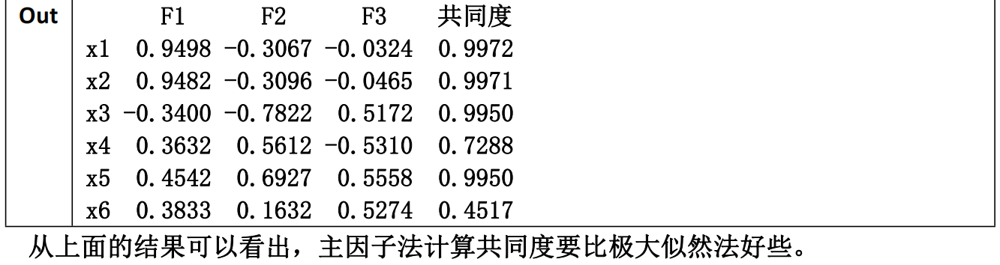 Out F1 F2 F3 共同度
x1 0.9498 -0.3067 -0.0324 0.9972
x2 0.9482 -0.3096 -0.0465 0.9971
x3 -0.3400 -0.7822 0.5172 0.9950
x4 0.3632 0.5612 -0.5310 0.7288
x5 0.4542 0.6927 0.5558 0.9950
x6 0.3833 0.1632 0.5274 0.4517
从上面的结果可以看出，主因子法计算共同度要比极大似然法好些。